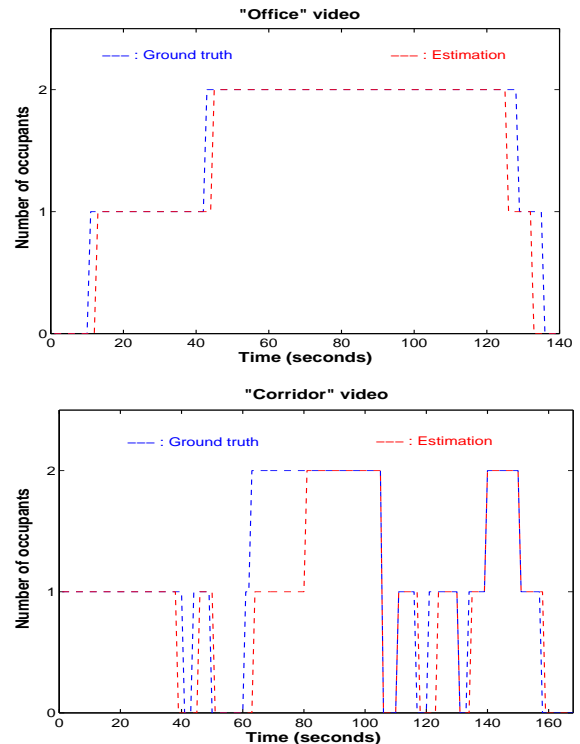 "Office" video
−−− : Ground truth −−− : Estimation
2
1
0
Number of occupants
0 20 40 60 80 100 120 140
Time (seconds)
"Corridor" video
−−− : Ground truth −−− : Estimation
2
1
0
Number of occupants
0 20 40 60 80 100 120 140 160
Time (seconds)